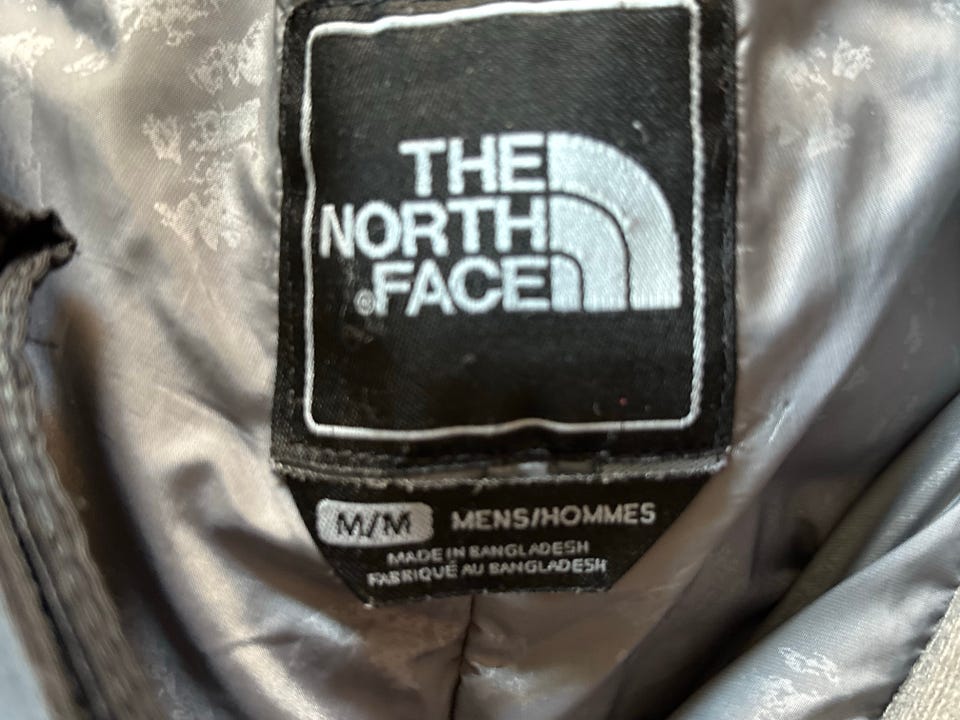 THE
NORTH
®FACE
M/M MENS/HOMMES
MADE IN BANGLADESH
FABRIQUÉ AU BANGLADESH